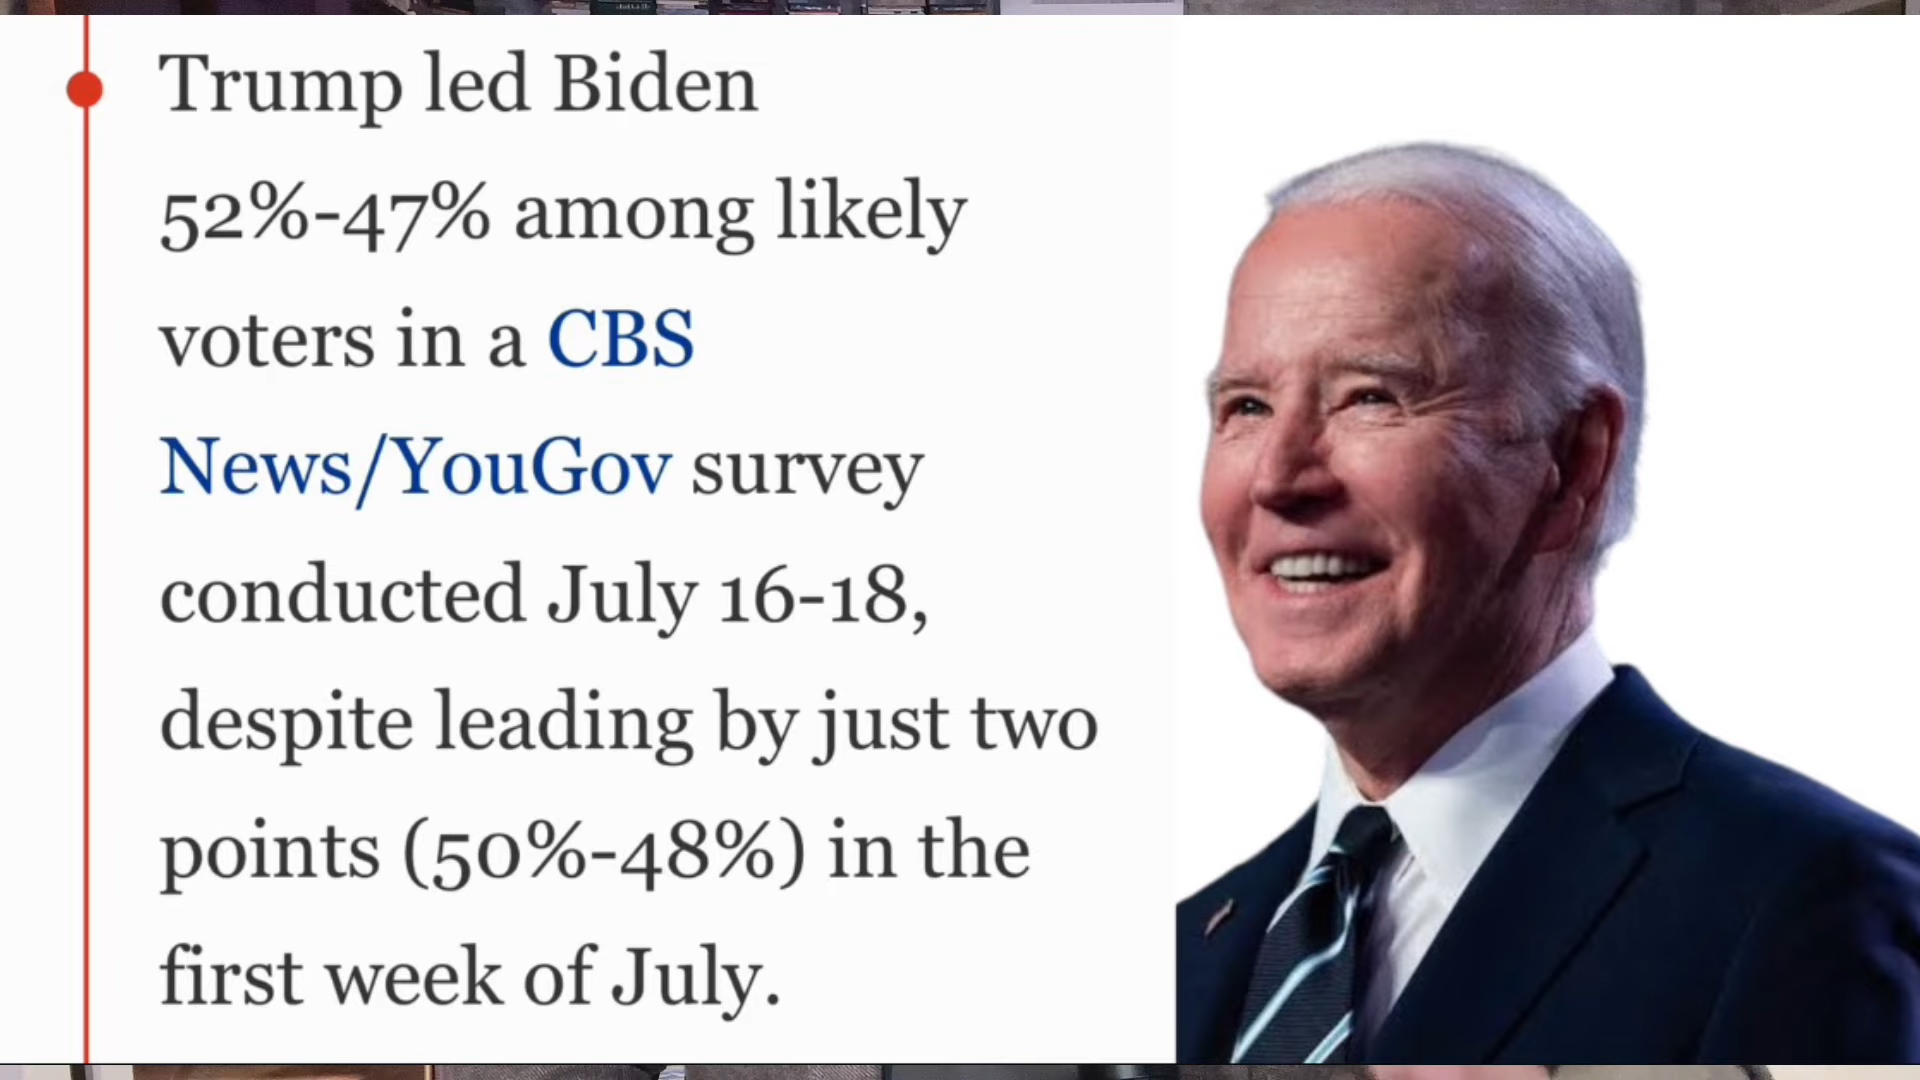 Trump led Biden
52%-47% among likely
voters in a CBS
News/YouGov survey
conducted July 16-18,
despite leading by just two
points (50%-48%) in the
first week of July.